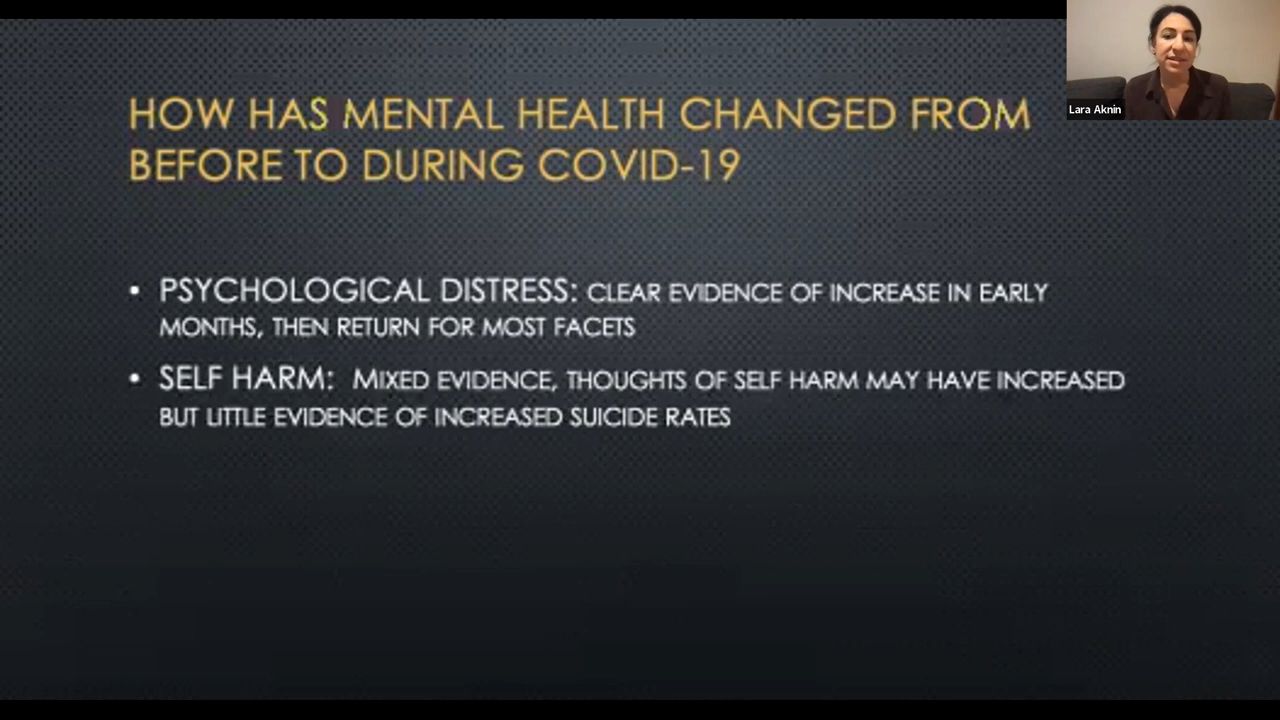 HOW HAS MENTAL HEALTH CHANGED FROM
BEFORE TO DURING COVID-19
• PSYCHOLOGICAL DISTRESS: CLEAR EVIDENCE OF INCREASE IN EARLY
MONTHS, THEN RETURN FOR MOST FACETS
• SELF HARM: MIXED EVIDENCE, THOUGHTS OF SELF HARM MAY HAVE INCREASED
BUT LITTLE EVIDENCE OF INCREASED SUICIDE RATES
Lara Aknin